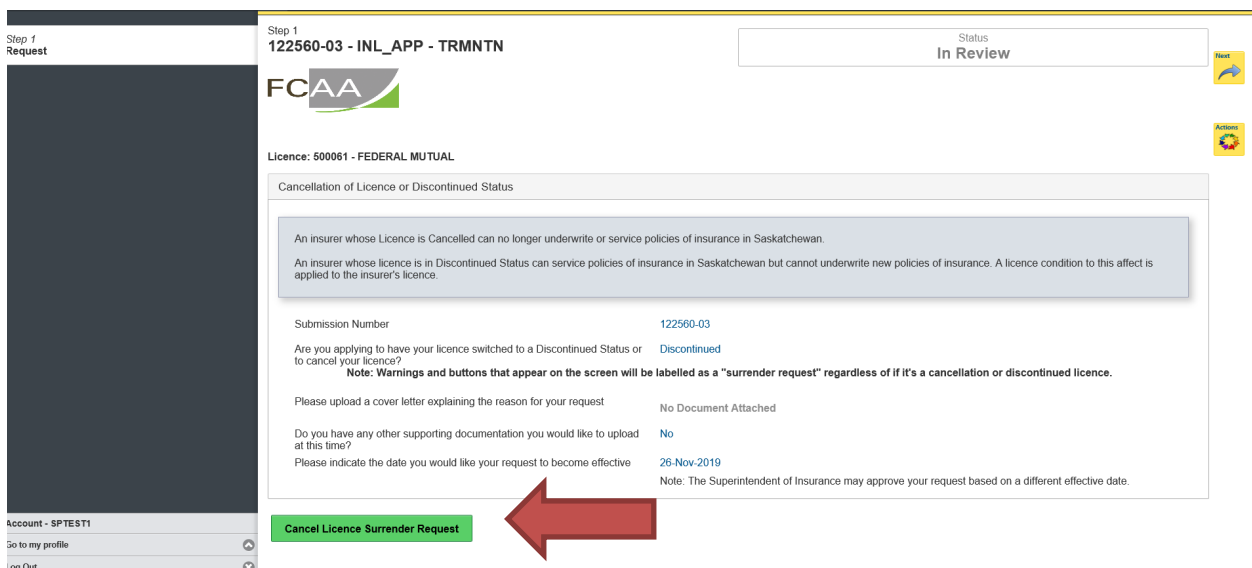 Step 1
Request
Step 1
122560-03 - INL_APP - TRMNTN
Status
In Review
Next
FCAA
Actions
Licence: 500061 - FEDERAL MUTUAL
Cancellation of Licence or Discontinued Status
An insurer whose Licence is Cancelled can no longer underwrite or service policies of insurance in Saskatchewan.
An insurer whose licence is in Discontinued Status can service policies of insurance in Saskatchewan but cannot underwrite new policies of insurance. A licence condition to this affect is
applied to the insurer's licence.
Submission Number 122560-03
Are you applying to have your licence switched to a Discontinued Status or Discontinued
to cancel your licence?
Note: Warnings and buttons that appear on the screen will be labelled as a "surrender request" regardless of if it's a cancellation or discontinued licence.
Please upload a cover letter explaining the reason for your request No Document Attached
Do you have any other supporting documentation you would like to upload No
at this time?
Please indicate the date you would like your request to become effective 26-Nov-2019
Note: The Superintendent of Insurance may approve your request based on a different effective date.
Cancel Licence Surrender Request
Account - SPTEST1
Go to my profile
Log Out